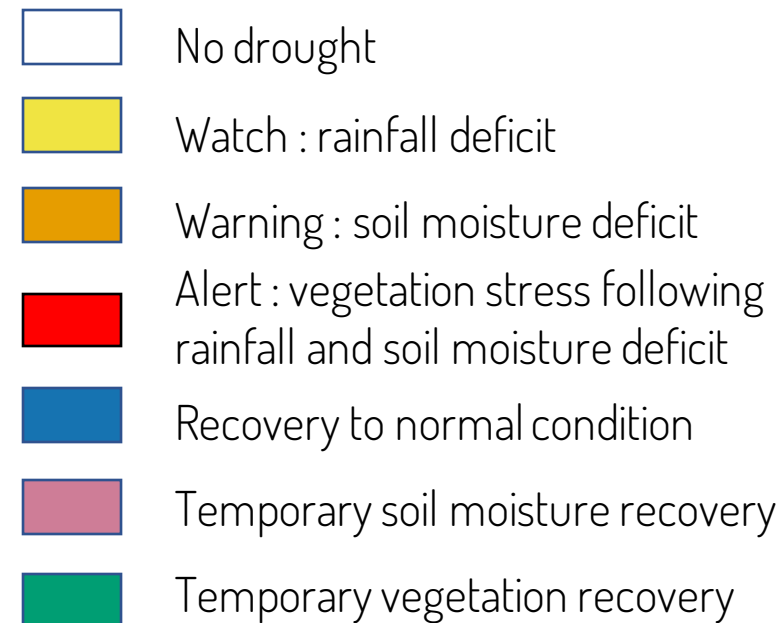 No drought
Watch : rainfall deficit
Warning : soil moisture deficit
Alert : vegetation stress following
rainfall and soil moisture deficit
Recovery to normal condition
Temporary soil moisture recovery
Temporary vegetation recovery